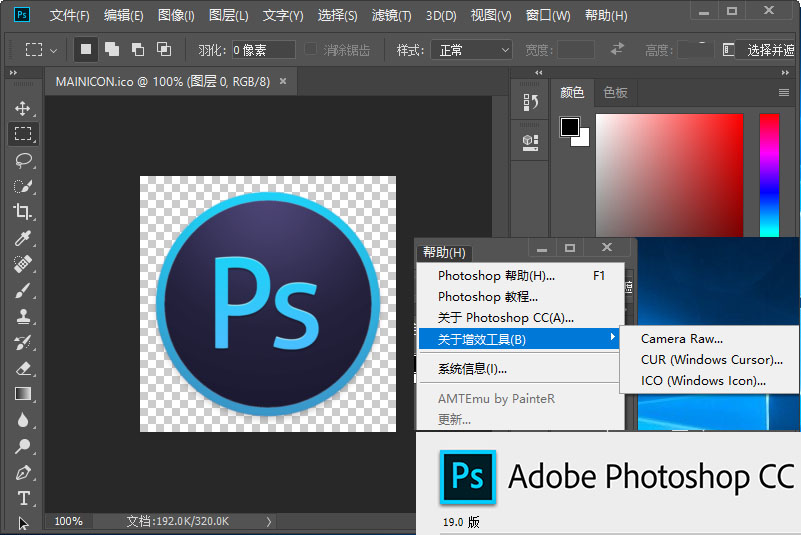 Ps 文件(F) 编辑(E) 图像(I) 图层(L) 文字(Y) 选择(S) 滤镜(T) 3D(D) 视图(V) 窗口(W) 帮助(H)
羽化: 0 像素 消除锯齿 样式: 正常 宽度: 高度: 选择并遮
MAINICON.ico @ 100% (图层 0, RGB/8) ×
颜色 色板
Ps
帮助(H)
Photoshop 帮助(H)... F1
Photoshop 教程...
关于 Photoshop CC(A)...
关于增效工具(B)
系统信息(I)...
AMTEmu by PainteR
更新...
Camera Raw...
CUR (Windows Cursor)...
ICO (Windows Icon)...
T
100% 文档:192.0K/320.0K
Ps Adobe Photoshop CC
19.0 版